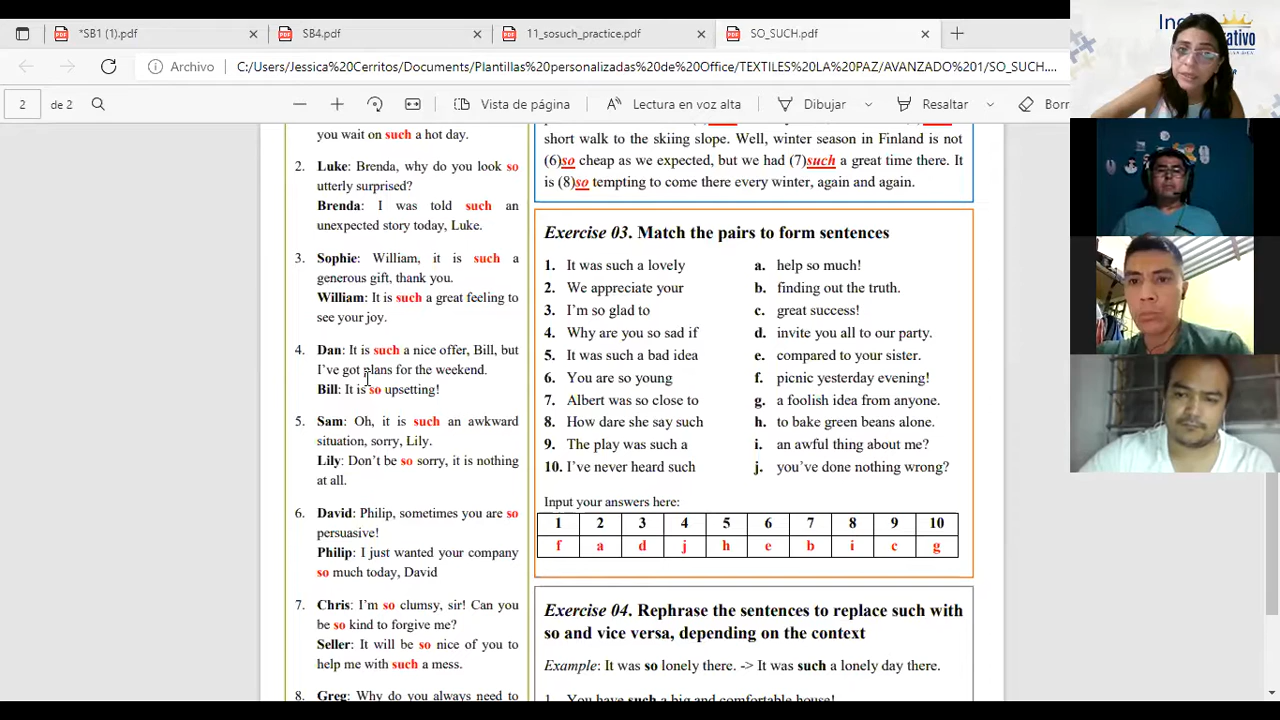 *SB1 (1).pdf
SB4.pdf
11_sosuch_practice.pdf
SO_SUCH.pdf
Archivo
C:/Users/Jessica%20Cerritos/Documents/Plantillas%20personalizadas%20de%20Office/TEXTILES%20LA%20PAZ/AVANZADO%201/SO_SUCH....
2
de 2
Vista de página
Lectura en voz alta
Dibujar
Resaltar
Borr
you wait on such a hot day.
2. Luke: Brenda, why do you look so
utterly surprised?
Brenda: I was told such an
unexpected story today, Luke.
3. Sophie: William, it is such a
generous gift, thank you.
William: It is such a great feeling to
see your joy.
4. Dan: It is such a nice offer, Bill, but
I've got plans for the weekend.
Bill: It is so upsetting!
5. Sam: Oh, it is such an awkward
situation, sorry, Lily.
Lily: Don't be so sorry, it is nothing
at all.
6. David: Philip, sometimes you are so
persuasive!
Philip: I just wanted your company
so much today, David
7. Chris: I'm so clumsy, sir! Can you
be so kind to forgive me?
Seller: It will be so nice of you to
help me with such a mess.
8. Greg: Why do you always need to
short walk to the skiing slope. Well, winter season in Finland is not
(6)so cheap as we expected, but we had (7)such a great time there. It
is (8)so tempting to come there every winter, again and again.
Exercise 03. Match the pairs to form sentences
1. It was such a lovely
a. help so much!
2. We appreciate your
b. finding out the truth.
3. I'm so glad to
c. great success!
4. Why are you so sad if
d. invite you all to our party.
5. It was such a bad idea
e. compared to your sister.
6. You are so young
f. picnic yesterday evening!
7. Albert was so close to
g. a foolish idea from anyone.
8. How dare she say such
h. to bake green beans alone.
9. The play was such a
i. an awful thing about me?
10. I've never heard such
j. you've done nothing wrong?
Input your answers here:
1 2 3 4 5 6 7 8 9 10
f a d j h e b i c g
Exercise 04. Rephrase the sentences to replace such with
so and vice versa, depending on the context
Example: It was so lonely there. -> It was such a lonely day there.
1. You have such a big and comfortable house!